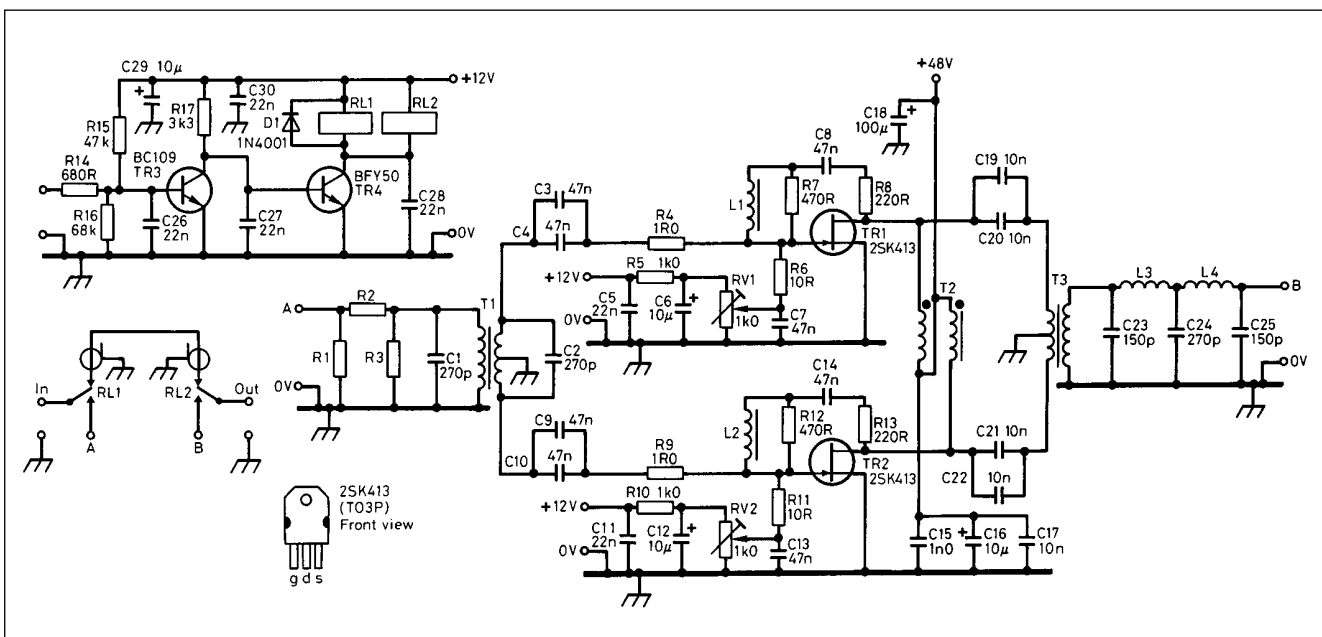 C29 10µ
+
+12V
R17
3k3
C30
22n
RL1
RL2
D1
1N4001
R15
47k
R14
680R
BC109
TR3
BFY50
TR4
R16
68k
C26
22n
C27
22n
C28
22n
0V
+48V
C18
100µ
+
C8
47n
C19 10n
C3
47n
R7
470R
R8
220R
L1
C4
47n
R4
1R0
C20 10n
TR1
2SK413
R5
1k0
+12V
RV1
R6
10R
C5
22n
C6
10µ
+
1k0
C7
47n
0V
T2
T3
L3
L4
B
C23
150p
C24
270p
C25
150p
0V
A
R2
T1
R1
R3
C1
270p
C2
270p
0V
In
RL1
RL2
Out
A
B
C14
47n
C9
47n
R12
470R
R13
220R
L2
C10
47n
R9
1R0
C21 10n
TR2
2SK413
C22
10n
R10 1k0
+12V
RV2
R11
10R
C11
22n
C12
10µ
+
1k0
C13
47n
0V
C15
1n0
+
C16
10µ
C17
10n
2SK413
(TO3P)
Front view
g d s